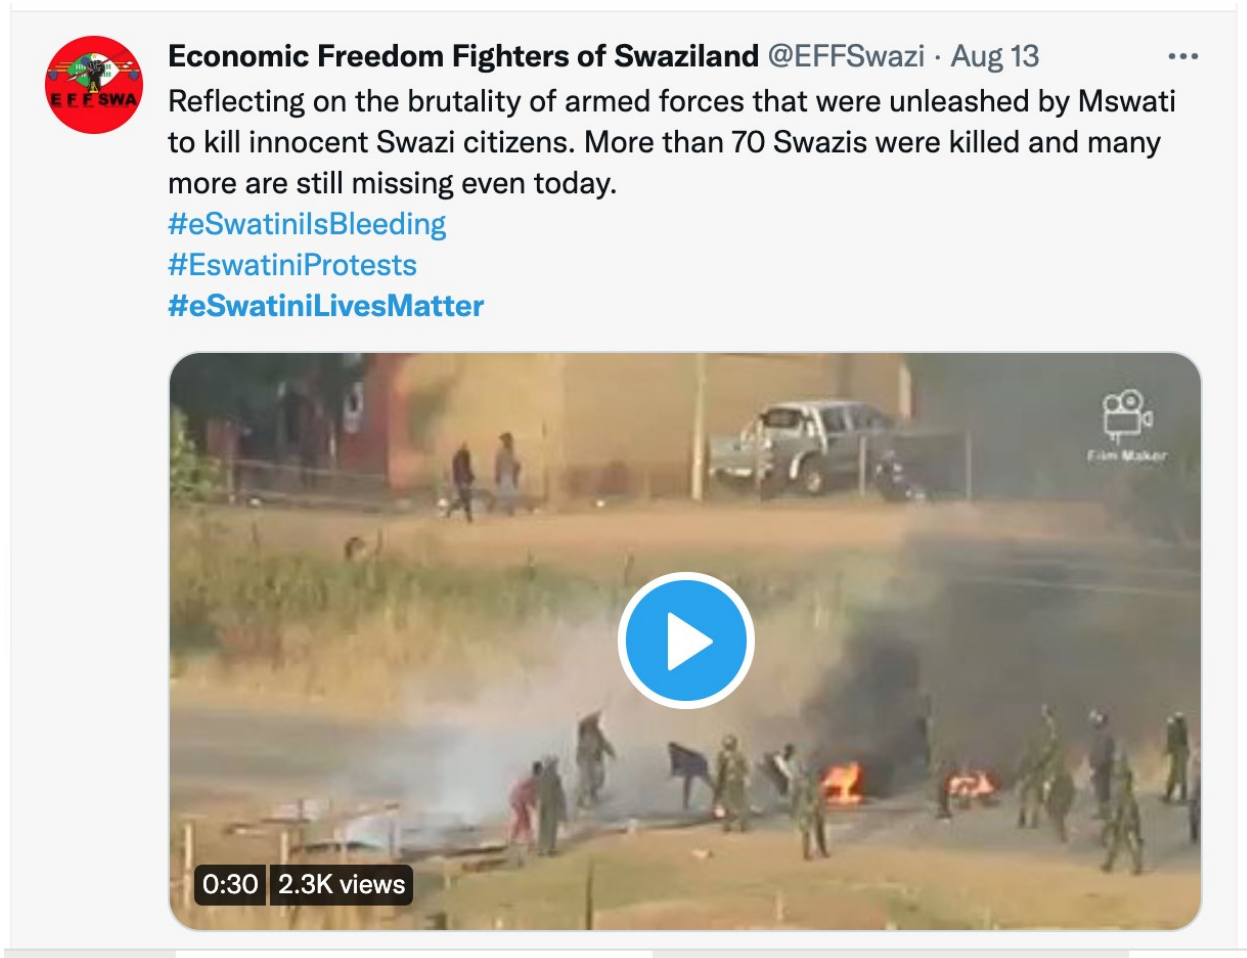 Economic Freedom Fighters of Swaziland @EFFSwazi · Aug 13
E F F SWA
Reflecting on the brutality of armed forces that were unleashed by Mswati
to kill innocent Swazi citizens. More than 70 Swazis were killed and many
more are still missing even today.
#eSwatiniIsBleeding
#EswatiniProtests
#eSwatiniLivesMatter
Film Maker
0:30 2.3K views